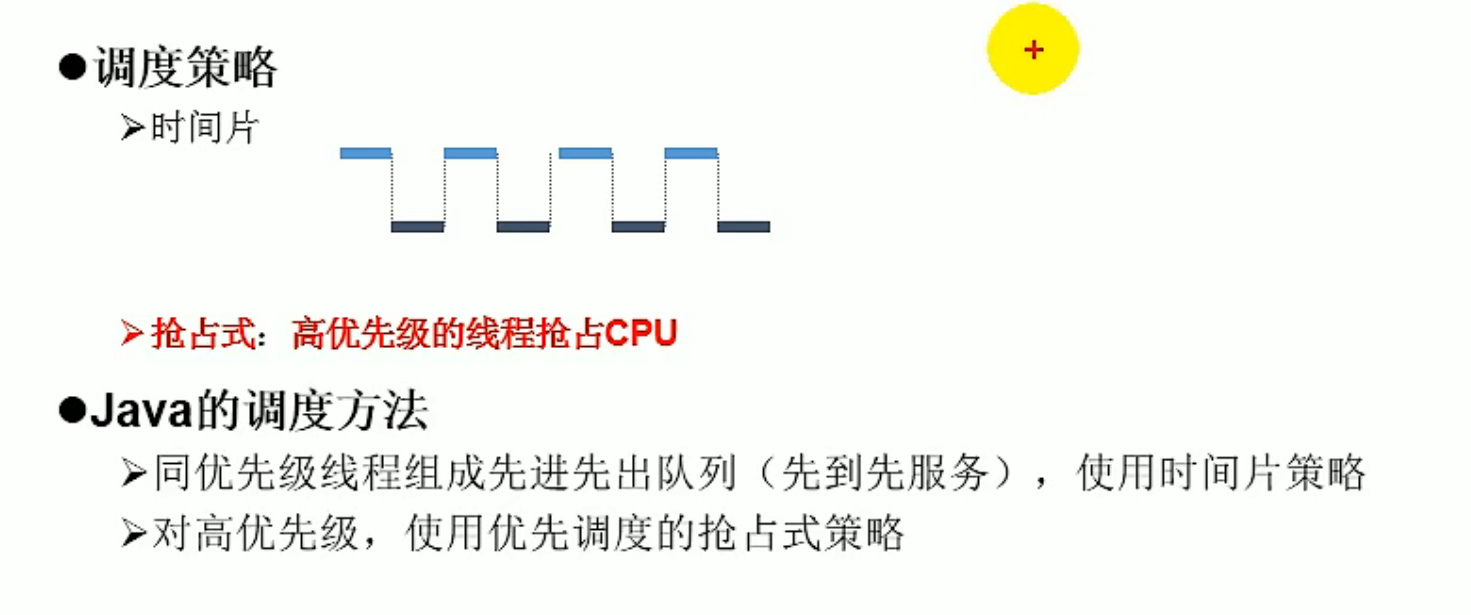 ●调度策略
➢时间片
➢抢占式：高优先级的线程抢占CPU
●Java的调度方法
➢同优先级线程组成先进先出队列（先到先服务），使用时间片策略
➢对高优先级，使用优先调度的抢占式策略